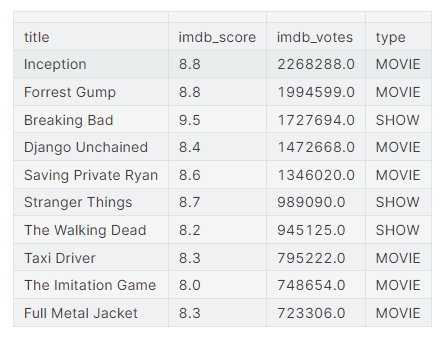 title imdb_score imdb_votes type
Inception 8.8 2268288.0 MOVIE
Forrest Gump 8.8 1994599.0 MOVIE
Breaking Bad 9.5 1727694.0 SHOW
Django Unchained 8.4 1472668.0 MOVIE
Saving Private Ryan 8.6 1346020.0 MOVIE
Stranger Things 8.7 989090.0 SHOW
The Walking Dead 8.2 945125.0 SHOW
Taxi Driver 8.3 795222.0 MOVIE
The Imitation Game 8.0 748654.0 MOVIE
Full Metal Jacket 8.3 723306.0 MOVIE